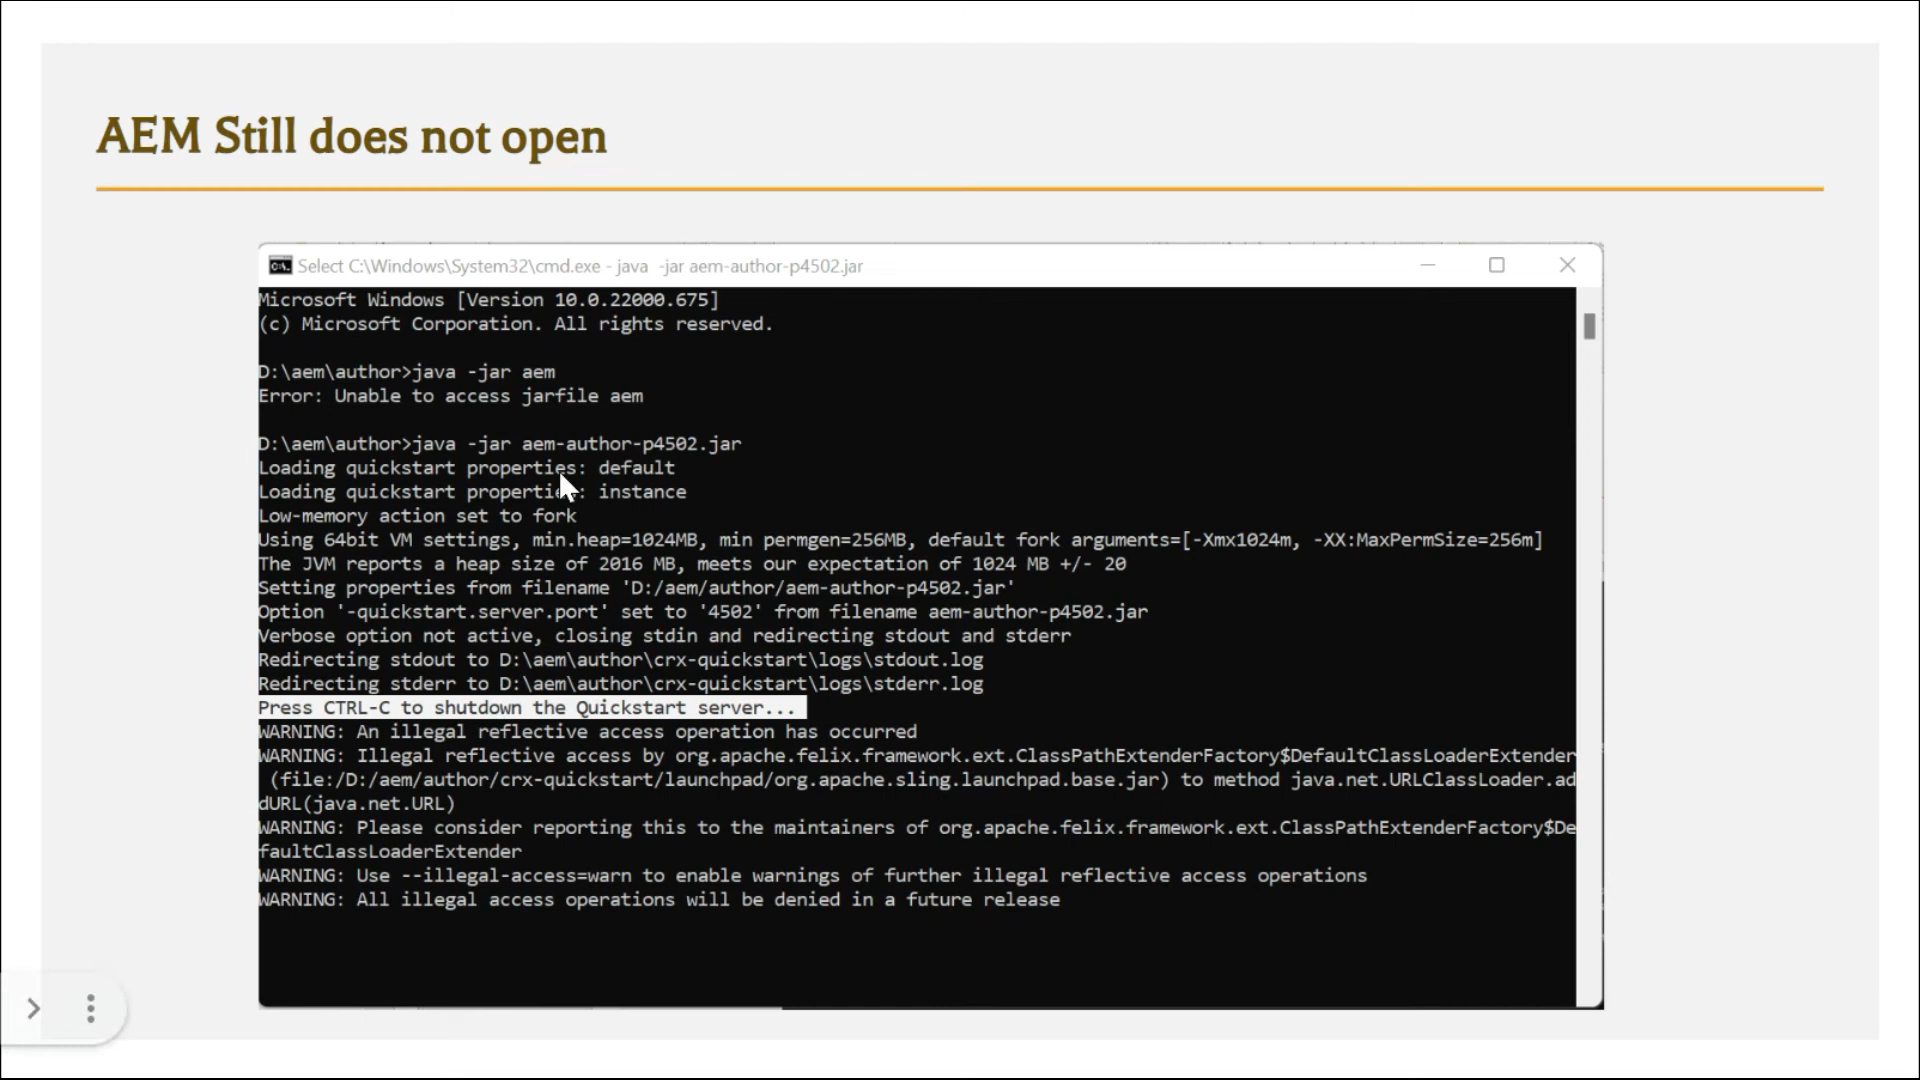 AEM Still does not open
Select C:\Windows\System32\cmd.exe - java  -jar aem-author-p4502.jar
Microsoft Windows [Version 10.0.22000.675]
(c) Microsoft Corporation. All rights reserved.
D:\aem\author>java -jar aem
Error: Unable to access jarfile aem
D:\aem\author>java -jar aem-author-p4502.jar
Loading quickstart properties: default
Loading quickstart properties: instance
Low-memory action set to fork
Using 64bit VM settings, min.heap=1024MB, min permgen=256MB, default fork arguments=[-Xmx1024m, -XX:MaxPermSize=256m]
The JVM reports a heap size of 2016 MB, meets our expectation of 1024 MB +/- 20
Setting properties from filename 'D:/aem/author/aem-author-p4502.jar'
Option '-quickstart.server.port' set to '4502' from filename aem-author-p4502.jar
Verbose option not active, closing stdin and redirecting stdout and stderr
Redirecting stdout to D:\aem\author\crx-quickstart\logs\stdout.log
Redirecting stderr to D:\aem\author\crx-quickstart\logs\stderr.log
Press CTRL-C to shutdown the Quickstart server...
WARNING: An illegal reflective access operation has occurred
WARNING: Illegal reflective access by org.apache.felix.framework.ext.ClassPathExtenderFactory$DefaultClassLoaderExtender
(file:/D:/aem/author/crx-quickstart/launchpad/org.apache.sling.launchpad.base.jar) to method java.net.URLClassLoader.ad
dURL(java.net.URL)
WARNING: Please consider reporting this to the maintainers of org.apache.felix.framework.ext.ClassPathExtenderFactory$De
faultClassLoaderExtender
WARNING: Use --illegal-access=warn to enable warnings of further illegal reflective access operations
WARNING: All illegal access operations will be denied in a future release